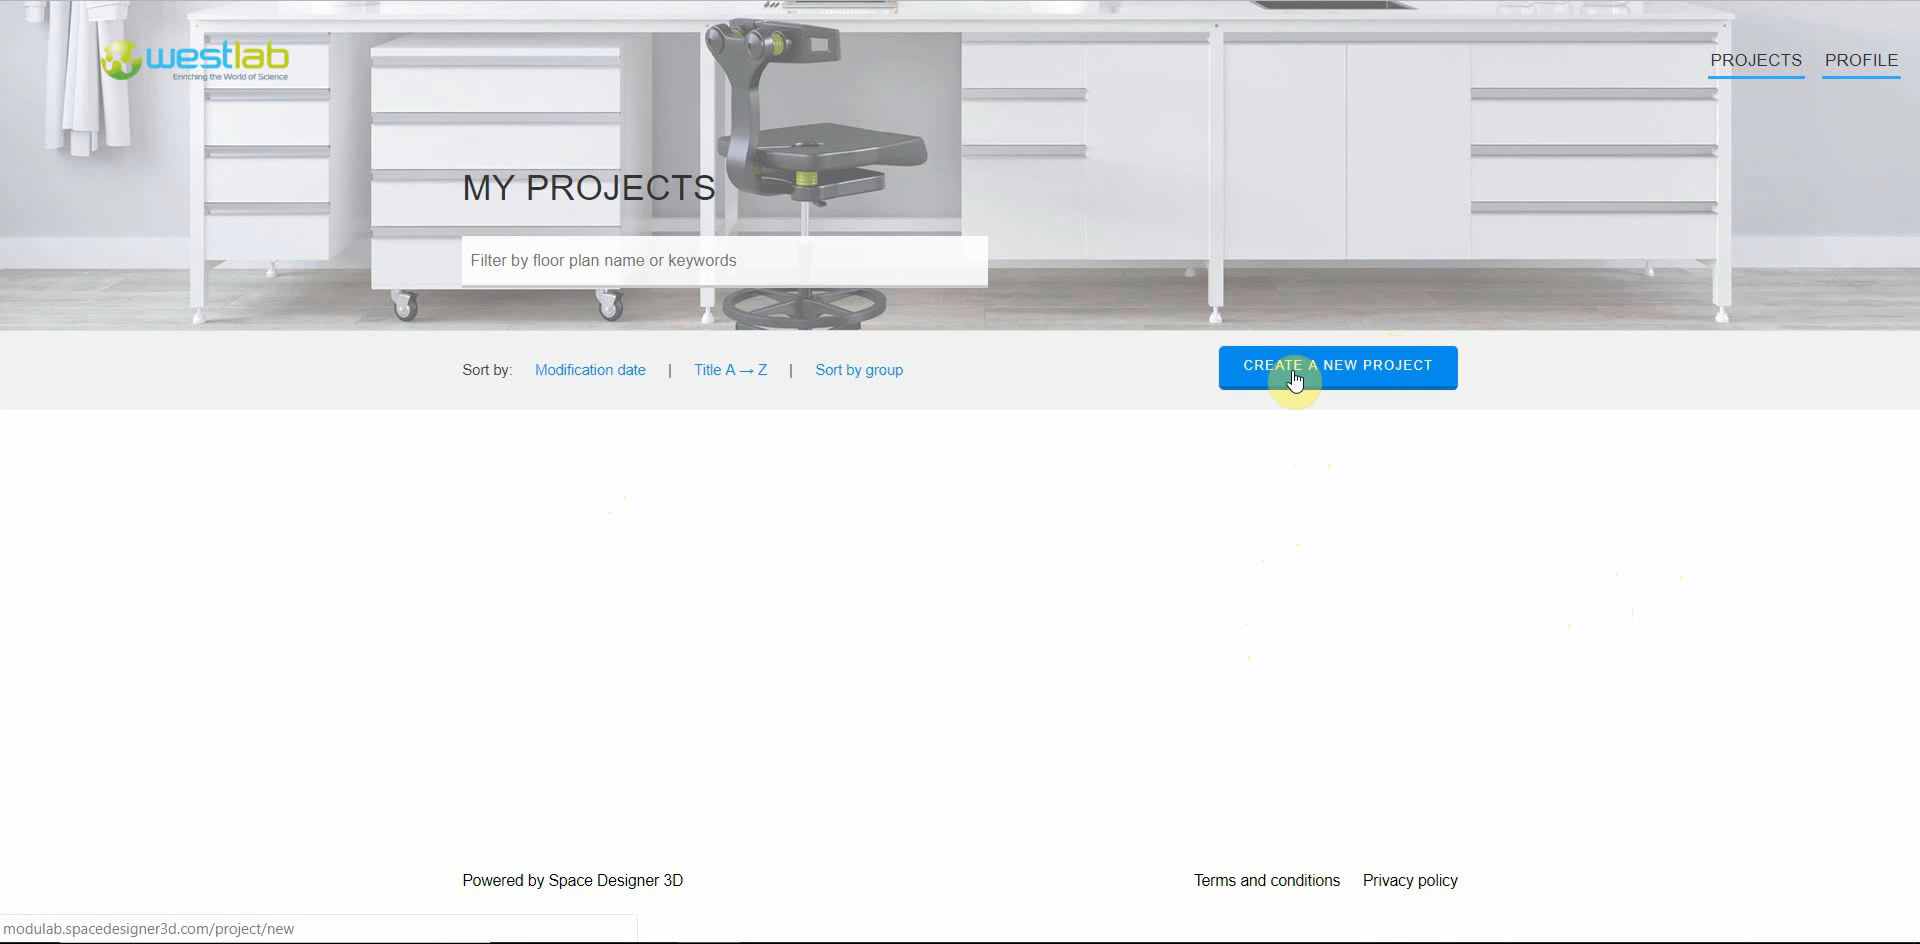 westlab
Enriching the World of Science
PROJECTS PROFILE
MY PROJECTS
Filter by floor plan name or keywords
Sort by: Modification date | Title A → Z | Sort by group
CREATE A NEW PROJECT
Powered by Space Designer 3D
Terms and conditions Privacy policy
modulab.spacedesigner3d.com/project/new